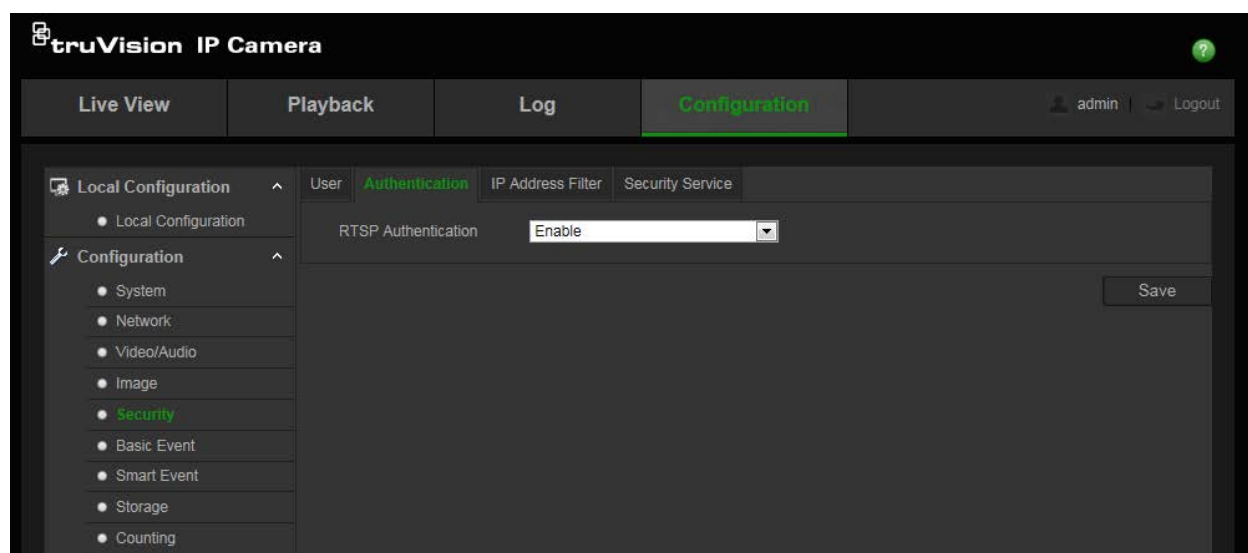 truVision IP Camera
?
Live View Playback Log Configuration admin | Logout
Local Configuration
Local Configuration
Configuration
System
Network
Video/Audio
Image
Security
Basic Event
Smart Event
Storage
Counting
User Authentication IP Address Filter Security Service
RTSP Authentication Enable
Save